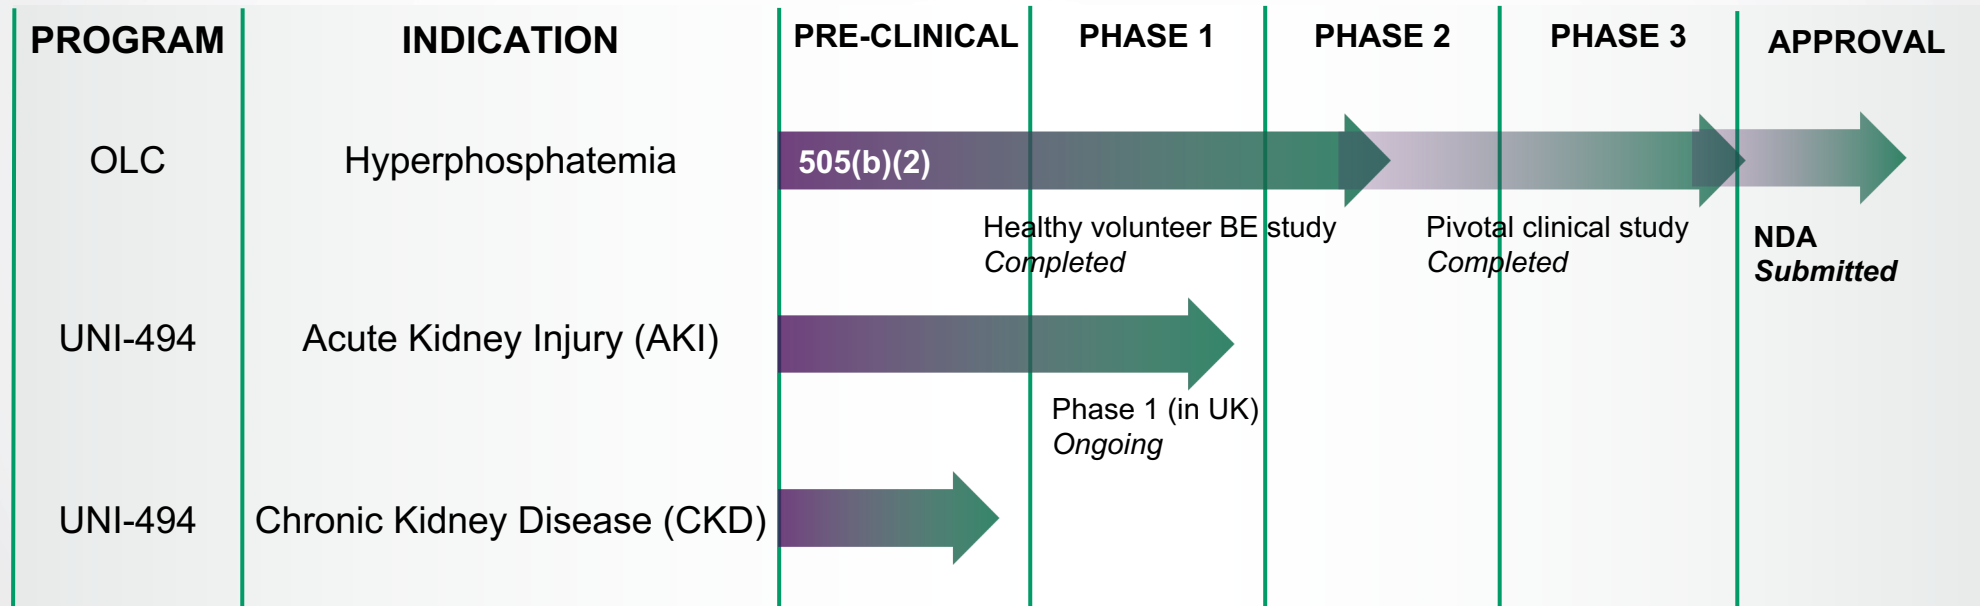 PROGRAM
INDICATION
PRE-CLINICAL
PHASE 1
PHASE 2
PHASE 3
APPROVAL
OLC
Hyperphosphatemia
505(b)(2)
Healthy volunteer BE study
Completed
Pivotal clinical study
Completed
NDA
Submitted
UNI-494
Acute Kidney Injury (AKI)
Phase 1 (in UK)
Ongoing
UNI-494
Chronic Kidney Disease (CKD)